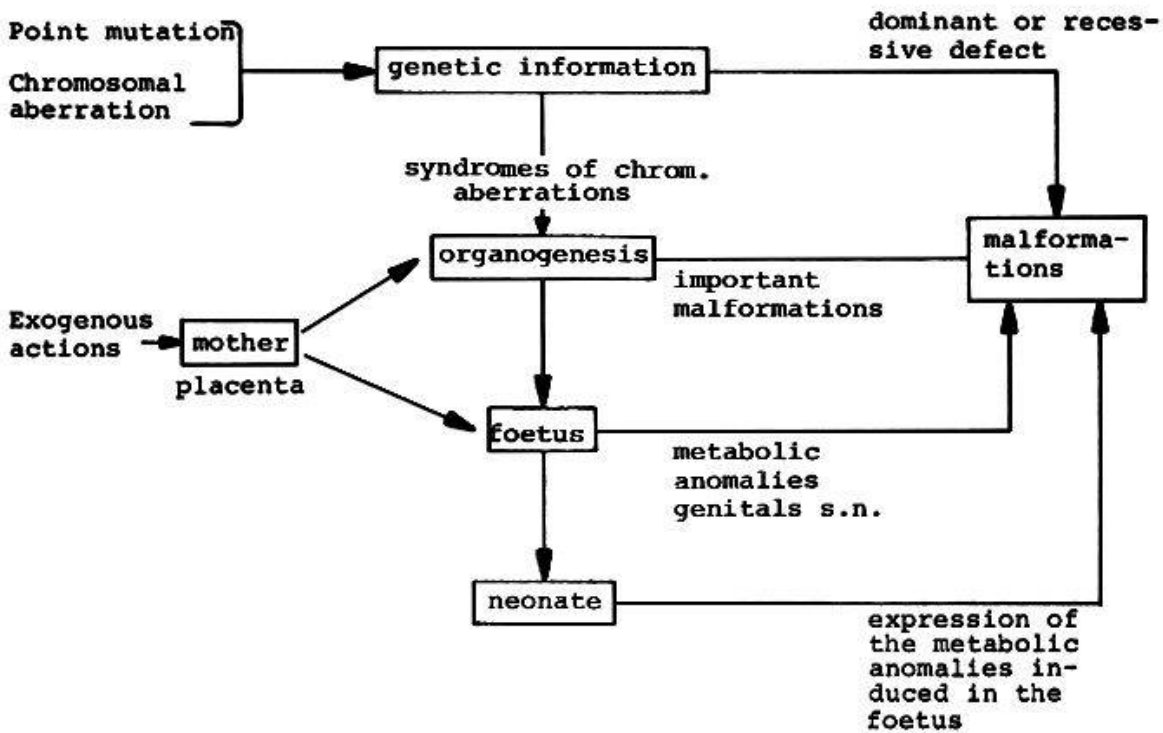 Point mutation
Chromosomal
aberration
genetic information
dominant or reces-
sive defect
syndromes of chrom.
aberrations
organogenesis
important
malformations
malforma-
tions
Exogenous
actions
mother
placenta
foetus
metabolic
anomalies
genitals s.n.
neonate
expression of
the metabolic
anomalies in-
duced in the
foetus